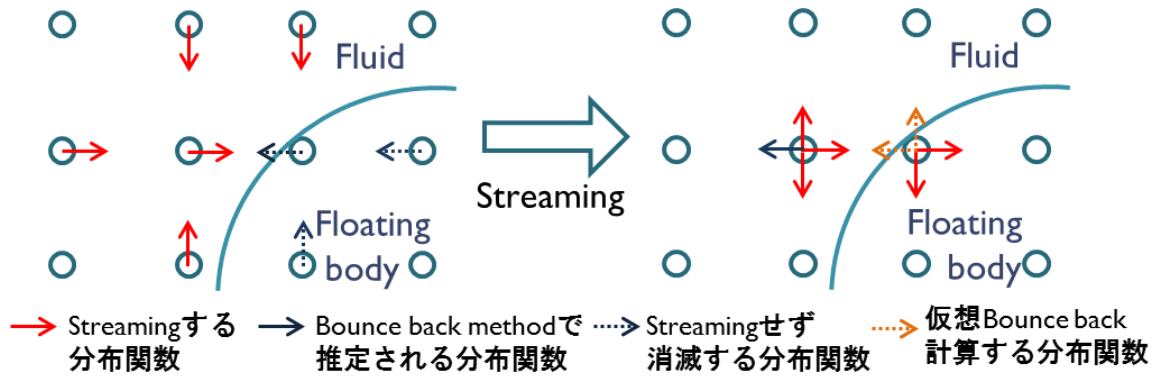 Fluid
Floating
body
Streaming
Fluid
Floating
body
Streamingする
分布関数
Bounce back methodで
推定される分布関数
Streamingせず
消滅する分布関数
仮想Bounce back
計算する分布関数